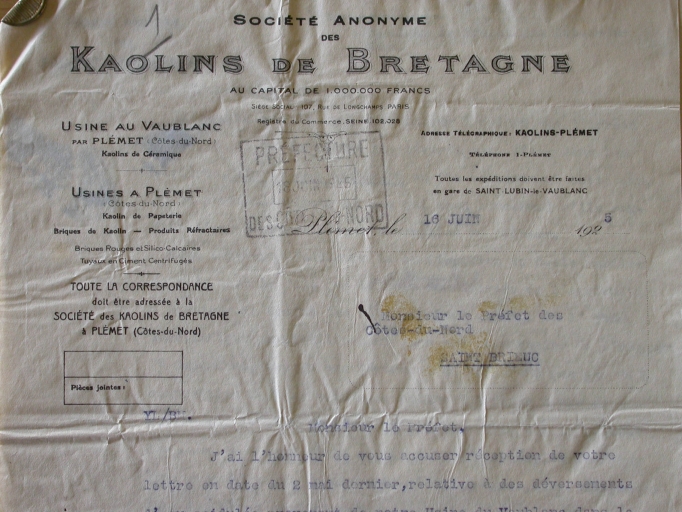 1
SOCIÉTÉ ANONYME
DES
KAOLINS DE BRETAGNE
AU CAPITAL DE 1.000.000 FRANCS
SIÈGE SOCIAL: 197, RUE DE LONGCHAMPS PARIS
Registre du Commerce, SEINE 102.028
USINE AU VAUBLANC
PAR PLÉMET (Côtes-du-Nord)
Kaolins de Céramique
USINES A PLÉMET
(CÔTES-DU-NORD)
Kaolin de Papeterie
Briques de Kaolin — Produits Réfractaires
Briques Rouges et Silico-Calcaires
Tuyaux en Ciment Centrifugés
TOUTE LA CORRESPONDANCE
doit être adressée à la
SOCIÉTÉ des KAOLINS de BRETAGNE
à PLÉMET (Côtes-du-Nord)
Pièces jointes:
PRÉFECTURE
JUIN
DES CÔTES DU NORD
ADRESSE TÉLÉGRAPHIQUE: KAOLINS-PLÉMET
TÉLÉPHONE 1-PLÉMET
Toutes les expéditions doivent être faites
en gare de SAINT-LUBIN-le-VAUBLANC
Plémet, le 16 JUIN 1925
Monsieur le Préfet des
Côtes-du-Nord
SAINT BRIEUC
Monsieur le Préfet.
J'ai l'honneur de vous accuser réception de votre
lettre en date du 2 mai dernier, relative à des déversements